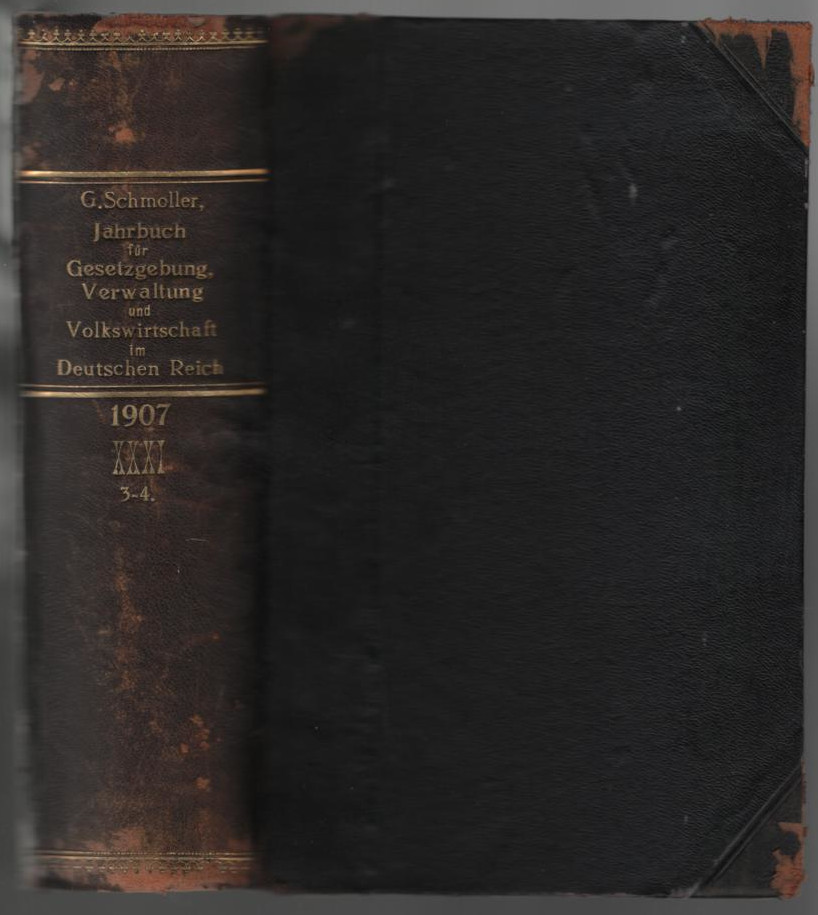 G. Schmoller,
Jahrbuch
für
Gesetzgebung,
Verwaltung
und
Volkswirtschaft
im
Deutschen Reich
1907
XXXI
3-4.